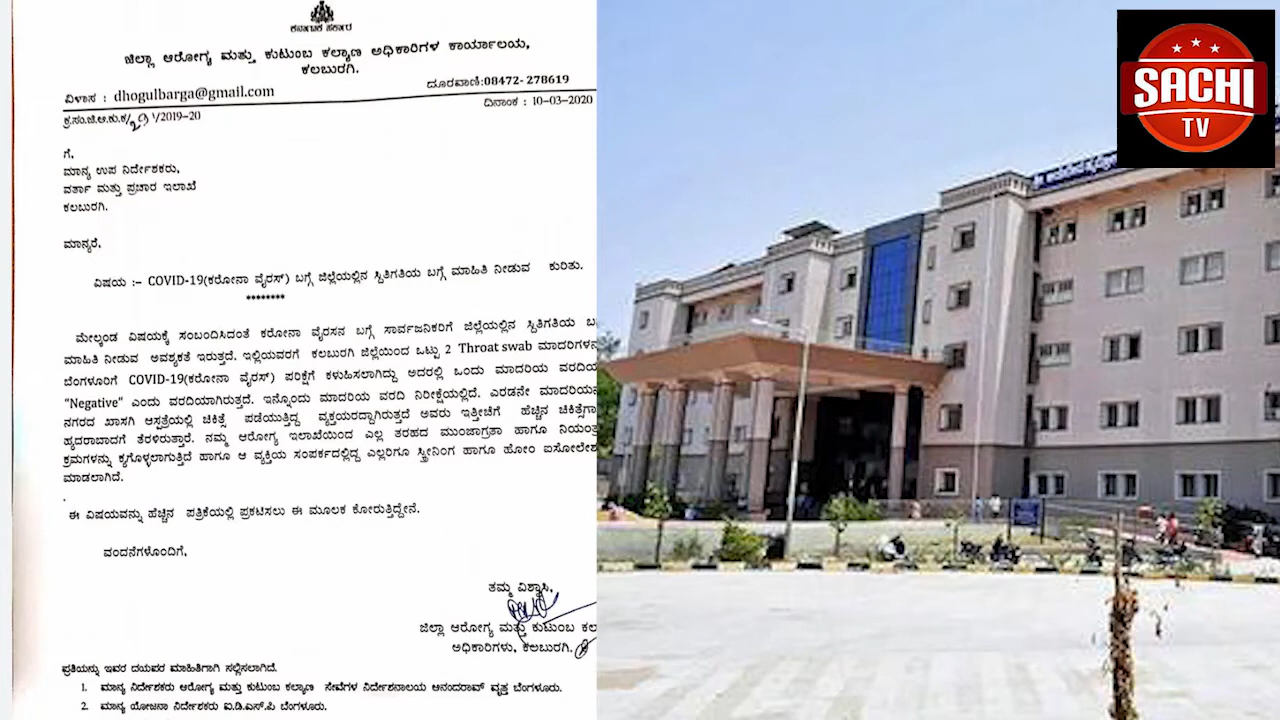 ಕರ್ನಾಟಕ ಸರ್ಕಾರ
ಜಿಲ್ಲಾ ಆರೋಗ್ಯ ಮತ್ತು ಕುಟುಂಬ ಕಲ್ಯಾಣ ಅಧಿಕಾರಿಗಳ ಕಾರ್ಯಾಲಯ,
ಕಲಬುರಗಿ.
ವಿಳಾಸ : dhogulbarga@gmail.com
ದೂರವಾಣಿ:08472- 278619
ದಿನಾಂಕ : 10-03-2020
ಕ್ರ.ಸಂ.ಜಿ.ಆ.ಕು.ಕ/ /2019-20
ಗೆ,
ಮಾನ್ಯ ಉಪ ನಿರ್ದೇಶಕರು,
ವರ್ತಾ ಮತ್ತು ಪ್ರಚಾರ ಇಲಾಖೆ
ಕಲಬುರಗಿ.
ಮಾನ್ಯರೆ.
ವಿಷಯ :- COVID-19(ಕರೋನಾ ವೈರಸ್) ಬಗ್ಗೆ ಜಿಲ್ಲೆಯಲ್ಲಿನ ಸ್ಥಿತಿಗತಿಯ ಬಗ್ಗೆ ಮಾಹಿತಿ ನೀಡುವ ಕುರಿತು.
********
ಮೇಲ್ಕಂಡ ವಿಷಯಕ್ಕೆ ಸಂಬಂದಿಸಿದಂತೆ ಕರೋನಾ ವೈರಸನ ಬಗ್ಗೆ ಸಾರ್ವಜನಿಕರಿಗೆ ಜಿಲ್ಲೆಯಲ್ಲಿನ ಸ್ಥಿತಿಗತಿಯ ಬ
ಮಾಹಿತಿ ನೀಡುವ ಅವಶ್ಯಕತೆ ಇರುತ್ತದೆ. ಇಲ್ಲಿಯವರಗೆ ಕಲಬುರಗಿ ಜಿಲ್ಲೆಯಿಂದ ಒಟ್ಟು 2 Throat swab ಮಾದರಿಗಳನ
ಬೆಂಗಳೂರಿಗೆ COVID-19(ಕರೋನಾ ವೈರಸ್) ಪರಿಕ್ಷೆಗೆ ಕಳುಹಿಸಲಾಗಿದ್ದು ಅದರಲ್ಲಿ ಒಂದು ಮಾದರಿಯ ವರದಿಯ
"Negative" ಎಂದು ವರದಿಯಾಗಿರುತ್ತದೆ. ಇನ್ನೊಂದು ಮಾದರಿಯ ವರದಿ ನಿರೀಕ್ಷೆಯಲ್ಲಿದೆ. ಎರಡನೇ ಮಾದರಿಯ
ನಗರದ ಖಾಸಗಿ ಆಸ್ಪತ್ರೆಯಲ್ಲಿ ಚಿಕಿತ್ಸೆ ಪಡೆಯುತ್ತಿದ್ದ ವ್ಯಕ್ತಯರದ್ದಾಗಿರುತ್ತದೆ ಅವರು ಇತ್ತೀಚೆಗೆ ಹೆಚ್ಚಿನ ಚಿಕಿತ್ಸೆಗಾ
ಹೈದರಾಬಾದಗೆ ತೆರಳಿರುತ್ತಾರೆ. ನಮ್ಮ ಆರೋಗ್ಯ ಇಲಾಖೆಯಿಂದ ಎಲ್ಲ ತರಹದ ಮುಂಜಾಗ್ರತಾ ಹಾಗೂ ನಿಯಂತ್ರ
ಕ್ರಮಗಳನ್ನು ಕೈಗೊಳ್ಳಲಾಗುತ್ತಿದೆ ಹಾಗೂ ಆ ವ್ಯಕ್ತಿಯ ಸಂಪರ್ಕದಲ್ಲಿದ್ದ ಎಲ್ಲರಿಗೂ ಸ್ಕ್ರೀನಿಂಗ ಹಾಗೂ ಹೋಂ ಐಸೋಲೇಶ
ಮಾಡಲಾಗಿದೆ.
ಈ ವಿಷಯವನ್ನು ಹೆಚ್ಚಿನ ಪತ್ರಿಕೆಯಲ್ಲಿ ಪ್ರಕಟಿಸಲು ಈ ಮೂಲಕ ಕೋರುತ್ತಿದ್ದೇನೆ.
ವಂದನೆಗಳೊಂದಿಗೆ,
ತಮ್ಮ ವಿಶ್ವಾಸಿ,
ಜಿಲ್ಲಾ ಆರೋಗ್ಯ ಮತ್ತು ಕುಟುಂಬ ಕಲ
ಅಧಿಕಾರಿಗಳು, ಕಲಬುರಗಿ.
ಪ್ರತಿಯನ್ನು ಇವರ ದಯಪರ ಮಾಹಿತಿಗಾಗಿ ಸಲ್ಲಿಸಲಾಗಿದೆ.
1. ಮಾನ್ಯ ನಿರ್ದೇಶಕರು ಆರೋಗ್ಯ ಮತ್ತು ಕುಟುಂಬ ಕಲ್ಯಾಣ ಸೇವೆಗಳ ನಿರ್ದೇಶನಾಲಯ ಆನಂದರಾವ್ ವೃತ್ತ ಬೆಂಗಳೂರು.
2. ಮಾನ್ಯ ಯೋಜನಾ ನಿರ್ದೇಶಕರು ಐ.ಡಿ.ಎಸ್.ಪಿ ಬೆಂಗಳೂರು.
SACHI
TV